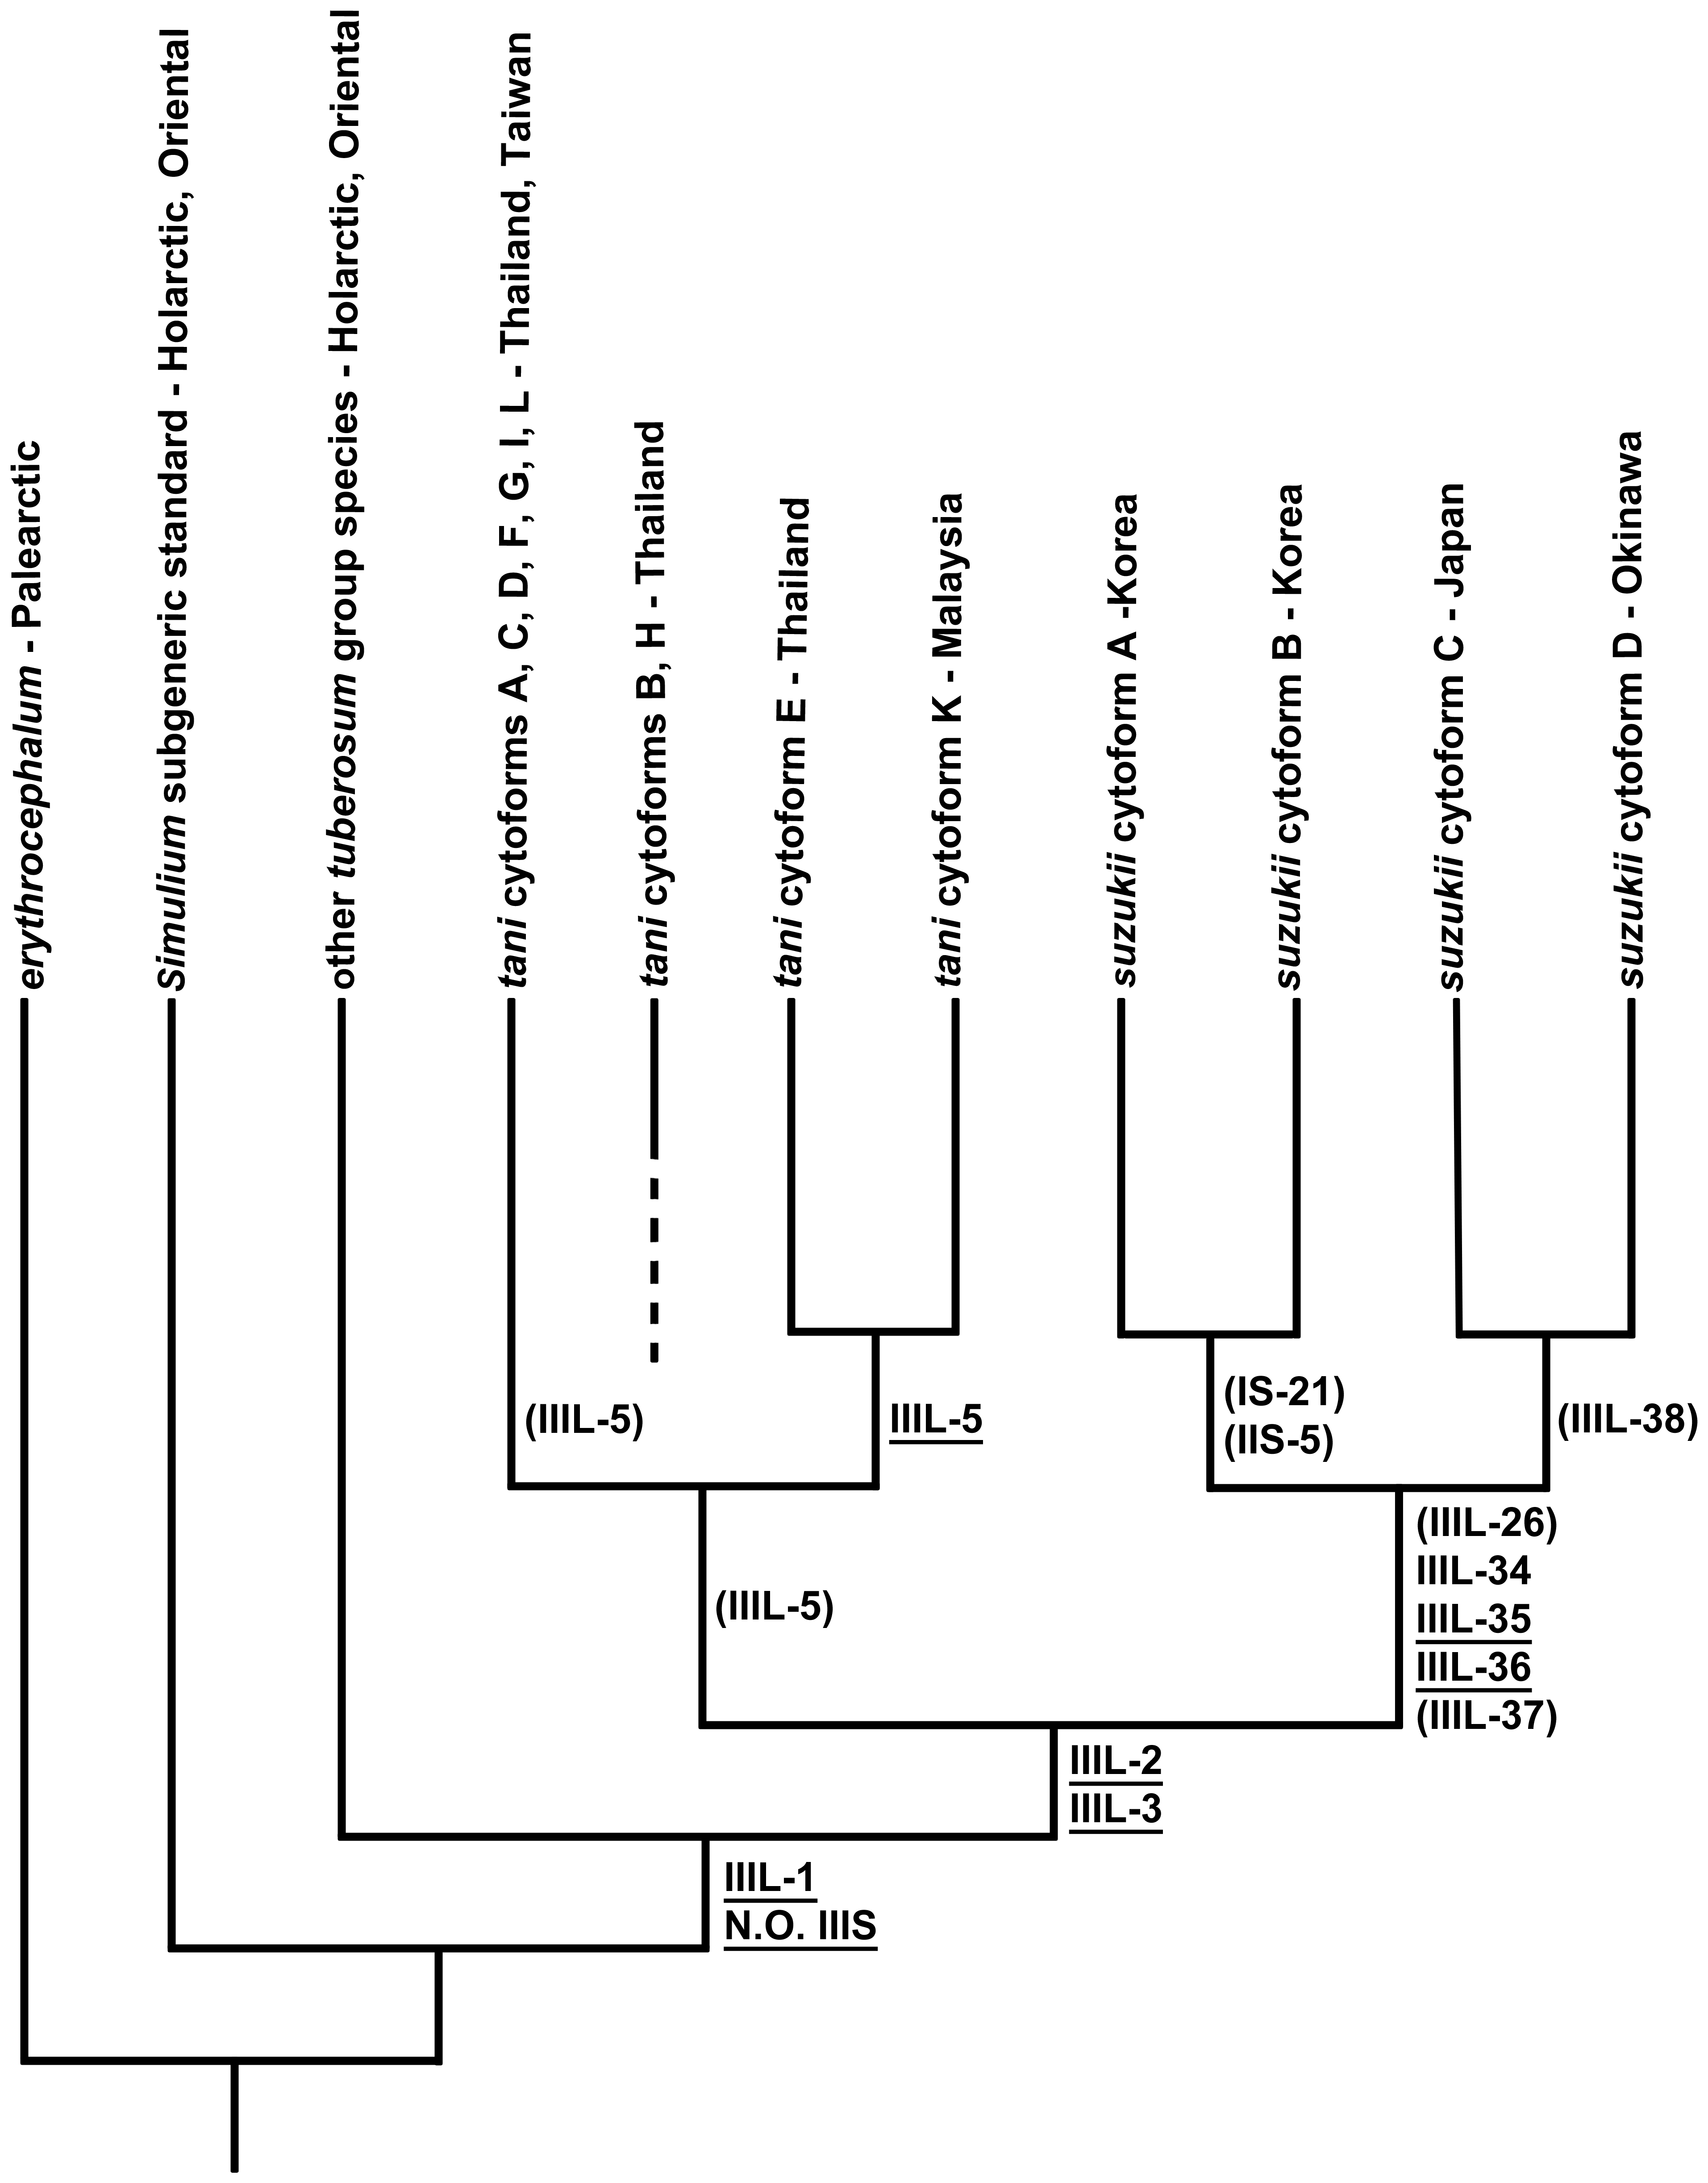 erythrocephalum - Palearctic
Simulium subgeneric standard - Holarctic, Oriental
other tuberosum group species - Holarctic, Oriental
tani cytoforms A, C, D, F, G, I, L - Thailand, Taiwan
tani cytoforms B, H - Thailand
tani cytoform E - Thailand
tani cytoform K - Malaysia
suzukii cytoform A -Korea
suzukii cytoform B - Korea
suzukii cytoform C - Japan
suzukii cytoform D - Okinawa
(IIIL-5)
IIIL-5
(IS-21)
(IIS-5)
(IIIL-38)
(IIIL-5)
(IIIL-26)
IIIL-34
IIIL-35
IIIL-36
(IIIL-37)
IIIL-2
IIIL-3
IIIL-1
N.O. IIIS